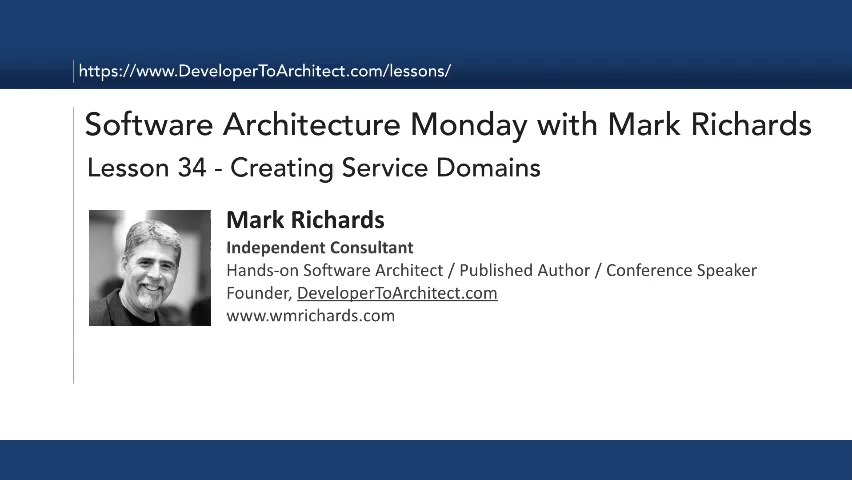 https://www.DeveloperToArchitect.com/lessons/
Software Architecture Monday with Mark Richards
Lesson 34 - Creating Service Domains
Mark Richards
Independent Consultant
Hands-on Software Architect / Published Author / Conference Speaker
Founder, DeveloperToArchitect.com
www.wmrichards.com